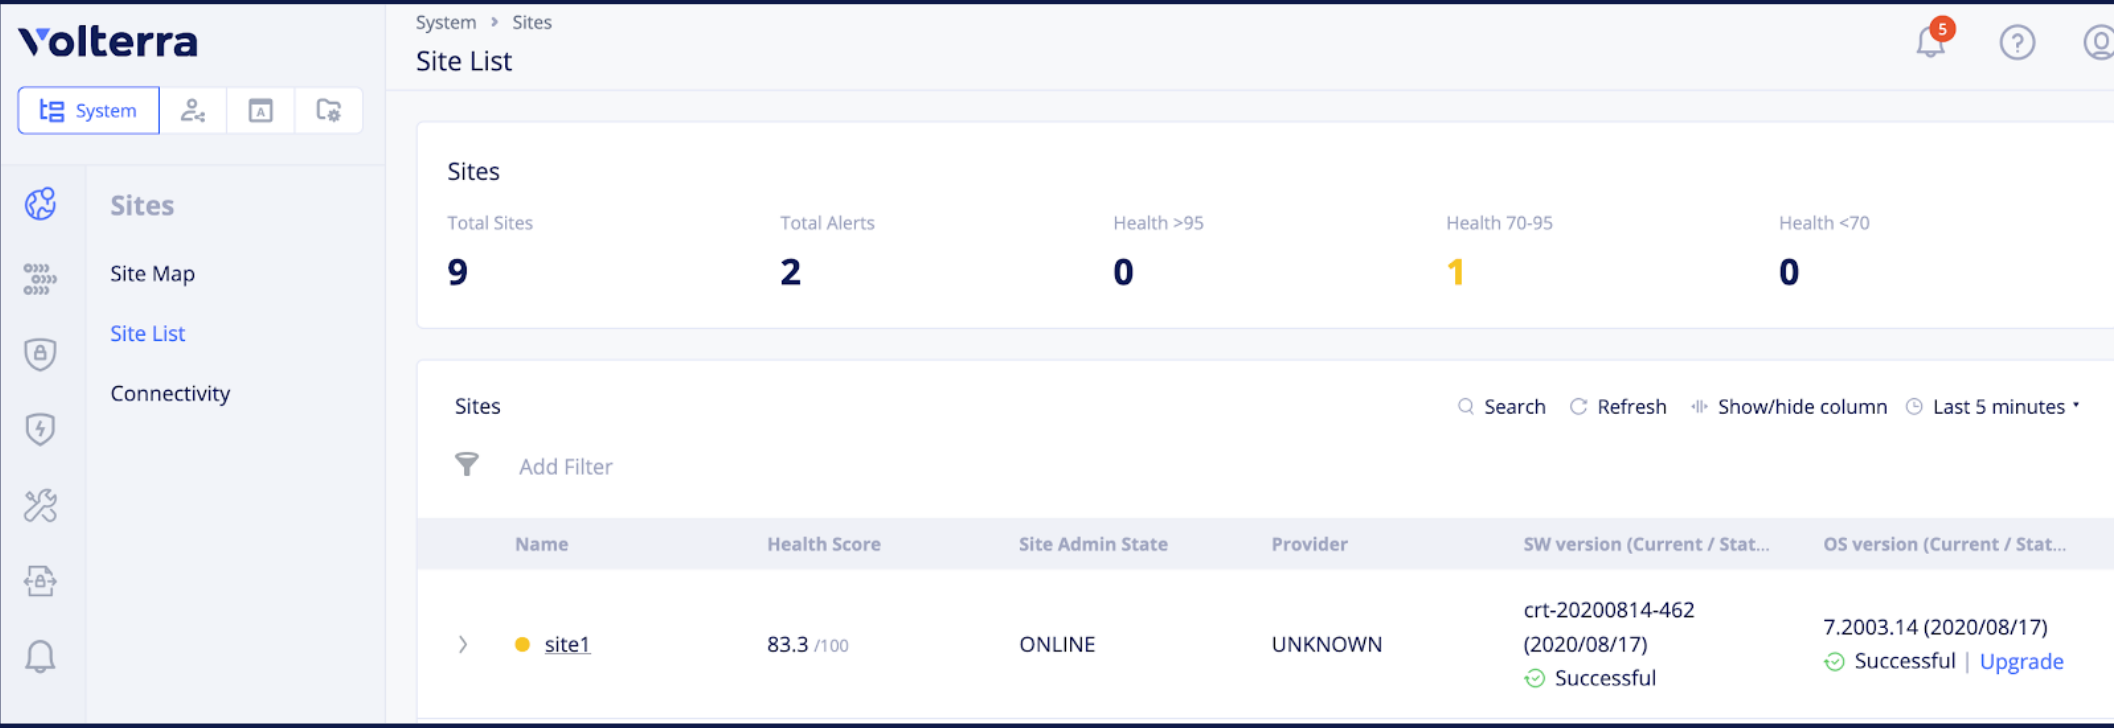 Volterra
System > Sites
Site List
5
?
System
A
Sites
Site Map
Site List
Connectivity
Sites
Total Sites
Total Alerts
Health >95
Health 70-95
Health <70
9
2
0
1
0
Sites
Search
Refresh
Show/hide column
Last 5 minutes
Add Filter
Name
Health Score
Site Admin State
Provider
SW version (Current / Stat...
OS version (Current / Stat...
site1
83.3 /100
ONLINE
UNKNOWN
crt-20200814-462
(2020/08/17)
Successful
7.2003.14 (2020/08/17)
Successful | Upgrade